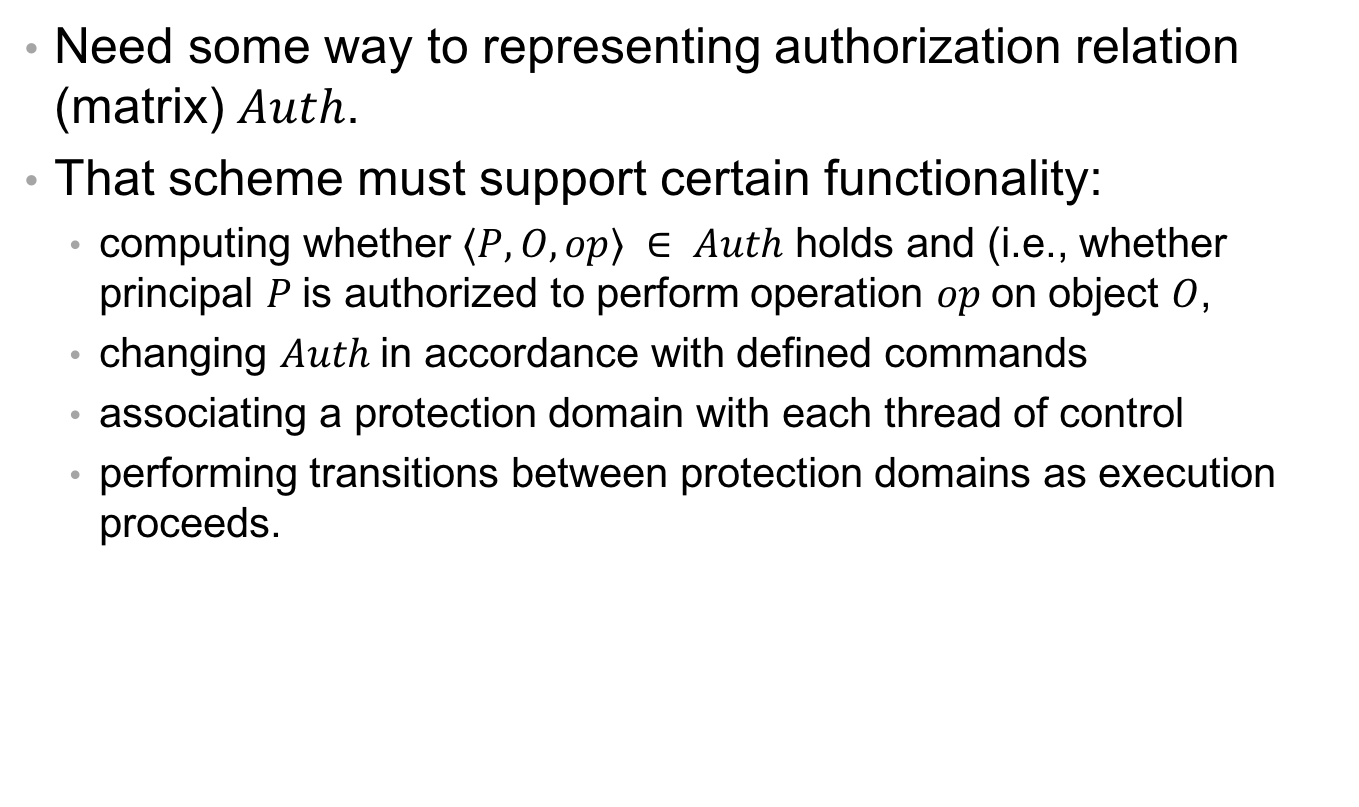 • Need some way to representing authorization relation
(matrix) 𝐴𝑢𝑡ℎ.
• That scheme must support certain functionality:
• computing whether ⟨𝑃, 𝑂, 𝑜𝑝⟩ ∈ 𝐴𝑢𝑡ℎ holds and (i.e., whether
principal 𝑃 is authorized to perform operation 𝑜𝑝 on object 𝑂,
• changing 𝐴𝑢𝑡ℎ in accordance with defined commands
• associating a protection domain with each thread of control
• performing transitions between protection domains as execution
proceeds.